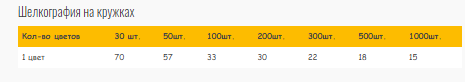 Шелкография на кружках
Кол-во цветов 30 шт. 50шт. 100шт. 200шт. 300шт. 500шт. 1000шт.
1 цвет 70 57 33 30 22 18 15